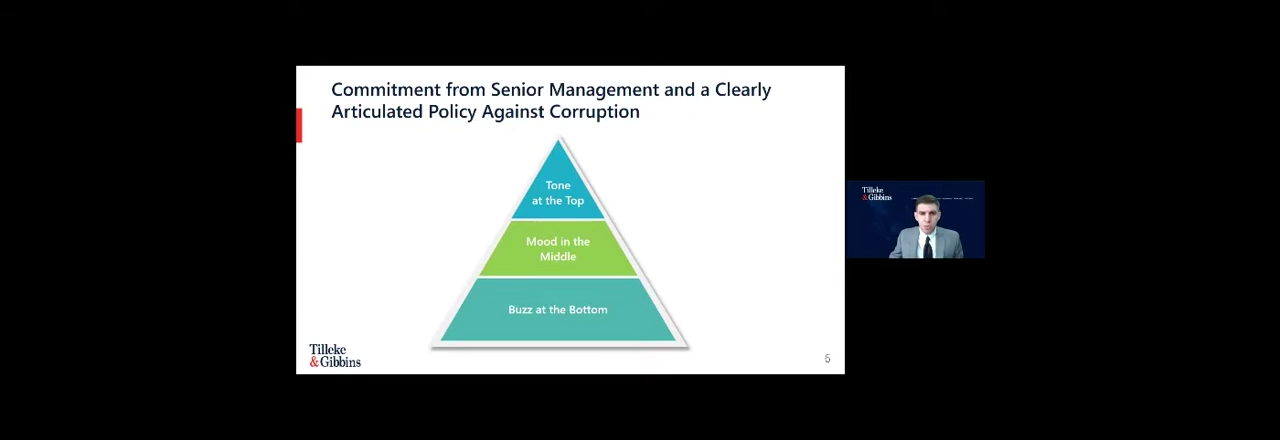 Commitment from Senior Management and a Clearly
Articulated Policy Against Corruption
Tone
at the Top
Mood in the
Middle
Buzz at the Bottom
Tilleke
& Gibbins
6
Tilleke
& Gibbins